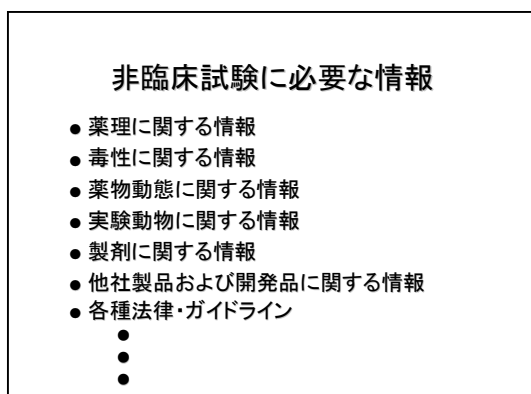 非臨床試験に必要な情報
● 薬理に関する情報
● 毒性に関する情報
● 薬物動態に関する情報
● 実験動物に関する情報
● 製剤に関する情報
● 他社製品および開発品に関する情報
● 各種法律・ガイドライン
●
●
●